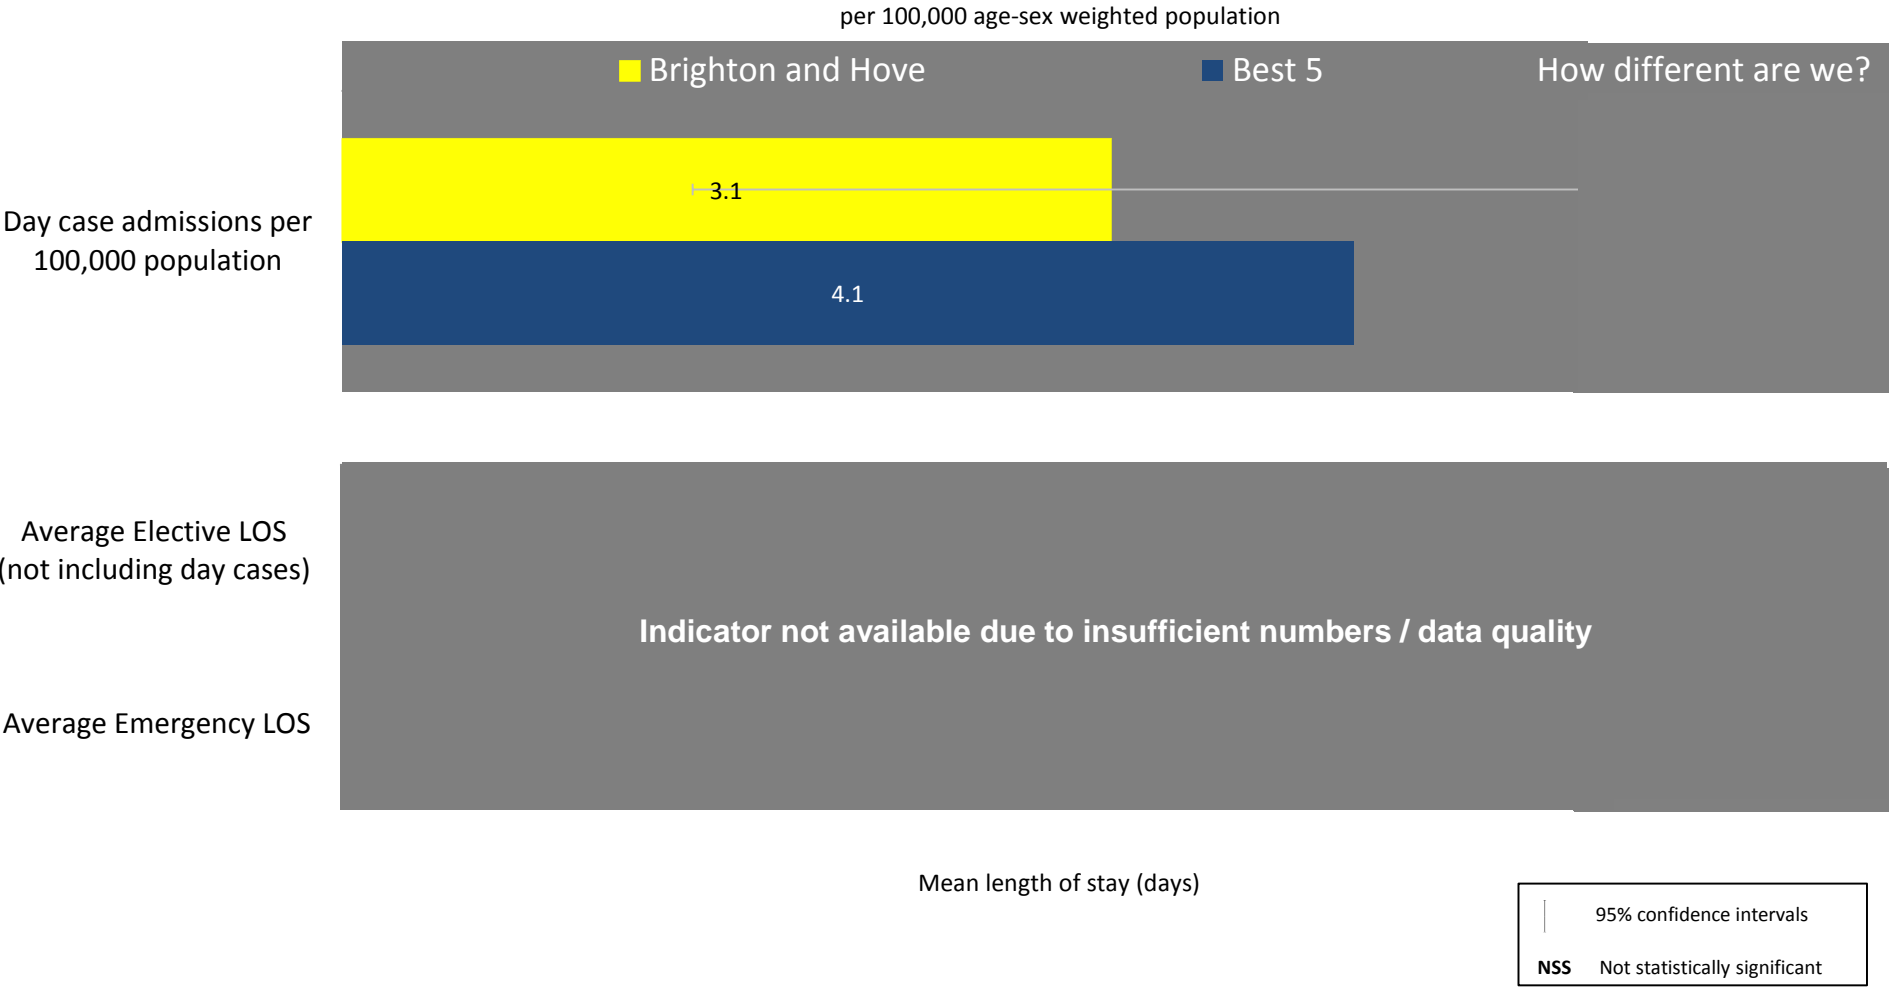 per 100,000 age-sex weighted population
Brighton and Hove
Best 5
How different are we?
Day case admissions per
100,000 population
3.1
4.1
Average Elective LOS
(not including day cases)
Indicator not available due to insufficient numbers / data quality
Average Emergency LOS
Mean length of stay (days)
95% confidence intervals
NSS Not statistically significant